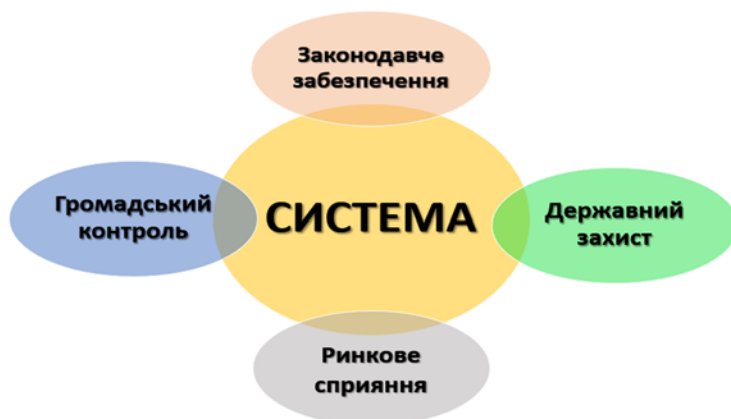 Законодавче
забезпечення
Громадський
контроль
СИСТЕМА
Державний
захист
Ринкове
сприяння